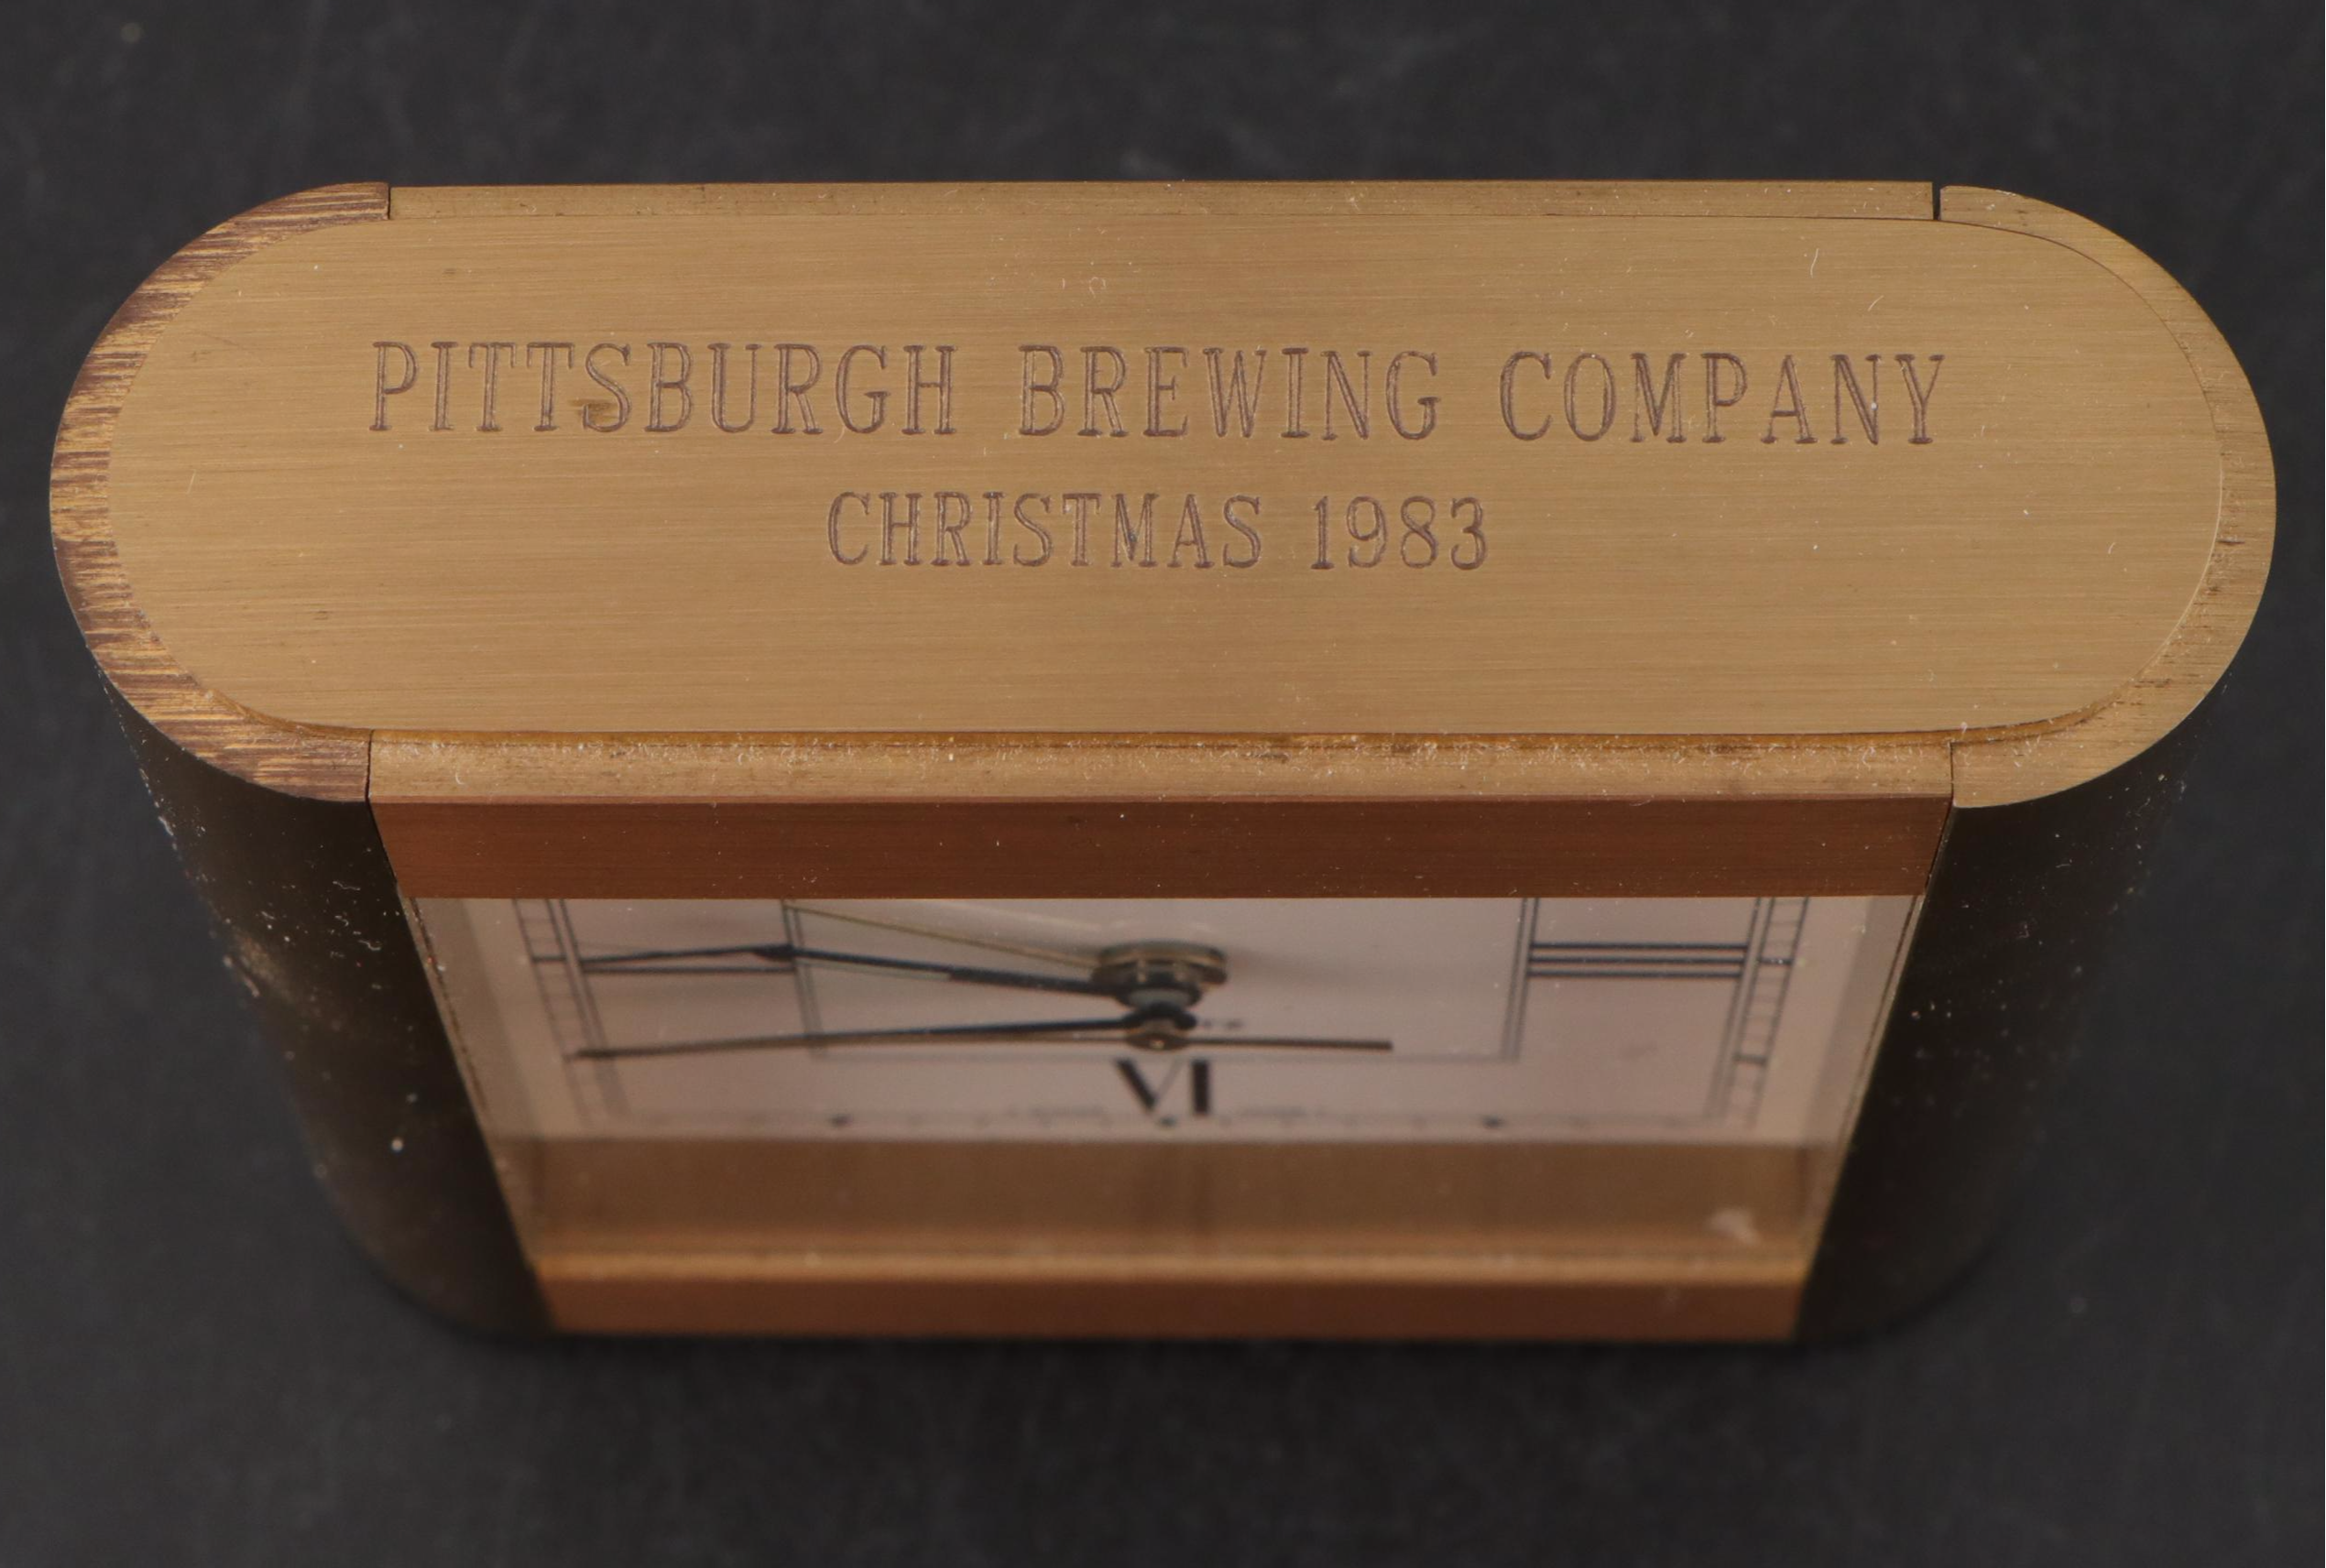 PITTSBURGH BREWING COMPANY
CHRISTMAS 1983
VI